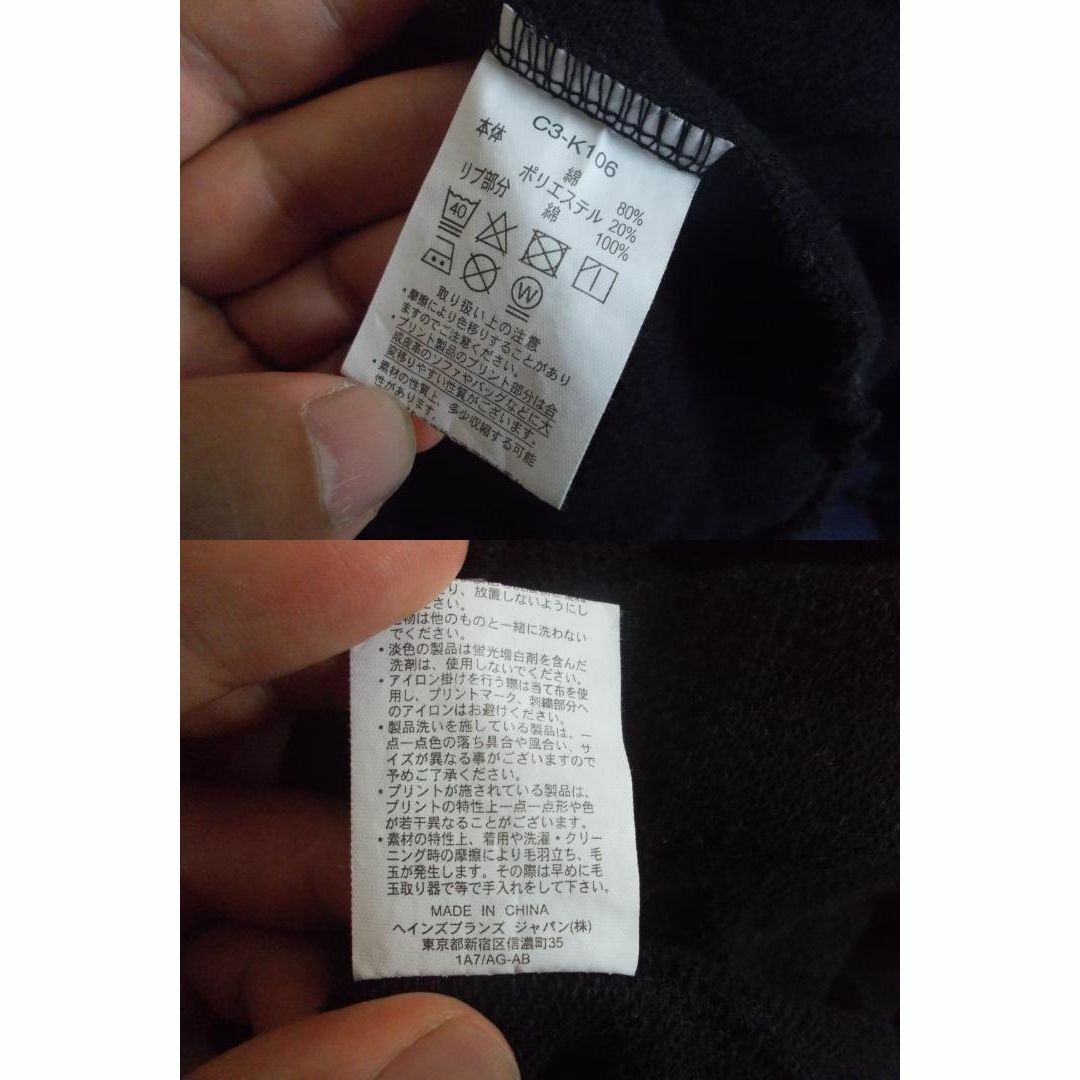 C3-K106
本体 綿 80%
ポリエステル 20%
リブ部分 綿 100%
40
W
取り扱い上の注意
・摩擦により色移りすることがあり
ますのでご注意ください。
・プリント製品のプリント部分は合
成皮革のソファやバッグなどに大
変移りやすい性質がございます。
・素材の性質上、多少収縮する可能
性があります。
り、放置しないようにし
ださい。
物は他のものと一緒に洗わない
でください。
・淡色の製品は蛍光増白剤を含んだ
洗剤は、使用しないでください。
・アイロン掛けを行う際は当て布を使
用し、プリントマーク、刺繍部分へ
のアイロンはお避けください。
・製品洗いを施している製品は、一
点一点色の落ち具合や風合い、サ
イズが異なる事がございますので
予めご了承ください。
・プリントが施されている製品は、
プリントの特性上一点一点形や色
が若干異なることがございます。
・素材の特性上、着用や洗濯・クリー
ニング時の摩擦により毛羽立ち、毛
玉が発生します。その際は早めに毛
玉取り器で等で手入れをして下さい。
MADE IN CHINA
ヘインズブランズ ジャパン(株)
東京都新宿区信濃町35
1A7/AG-AB